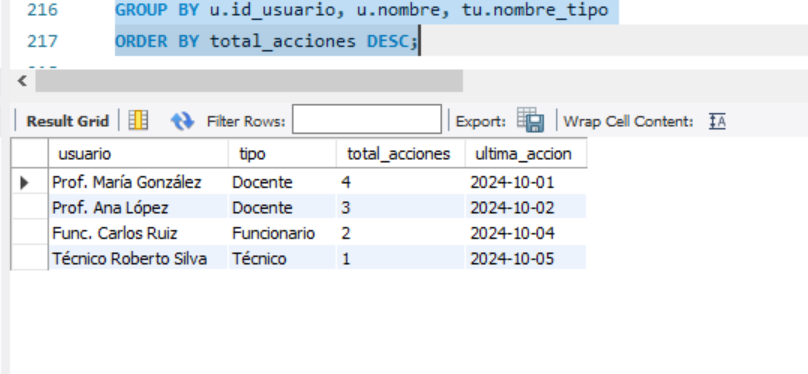 216 GROUP BY u.id_usuario, u.nombre, tu.nombre_tipo
217 ORDER BY total_acciones DESC;
Result Grid Filter Rows: Export: Wrap Cell Content: IA
usuario tipo total_acciones ultima_accion
Prof. María González Docente 4 2024-10-01
Prof. Ana López Docente 3 2024-10-02
Func. Carlos Ruiz Funcionario 2 2024-10-04
Técnico Roberto Silva Técnico 1 2024-10-05